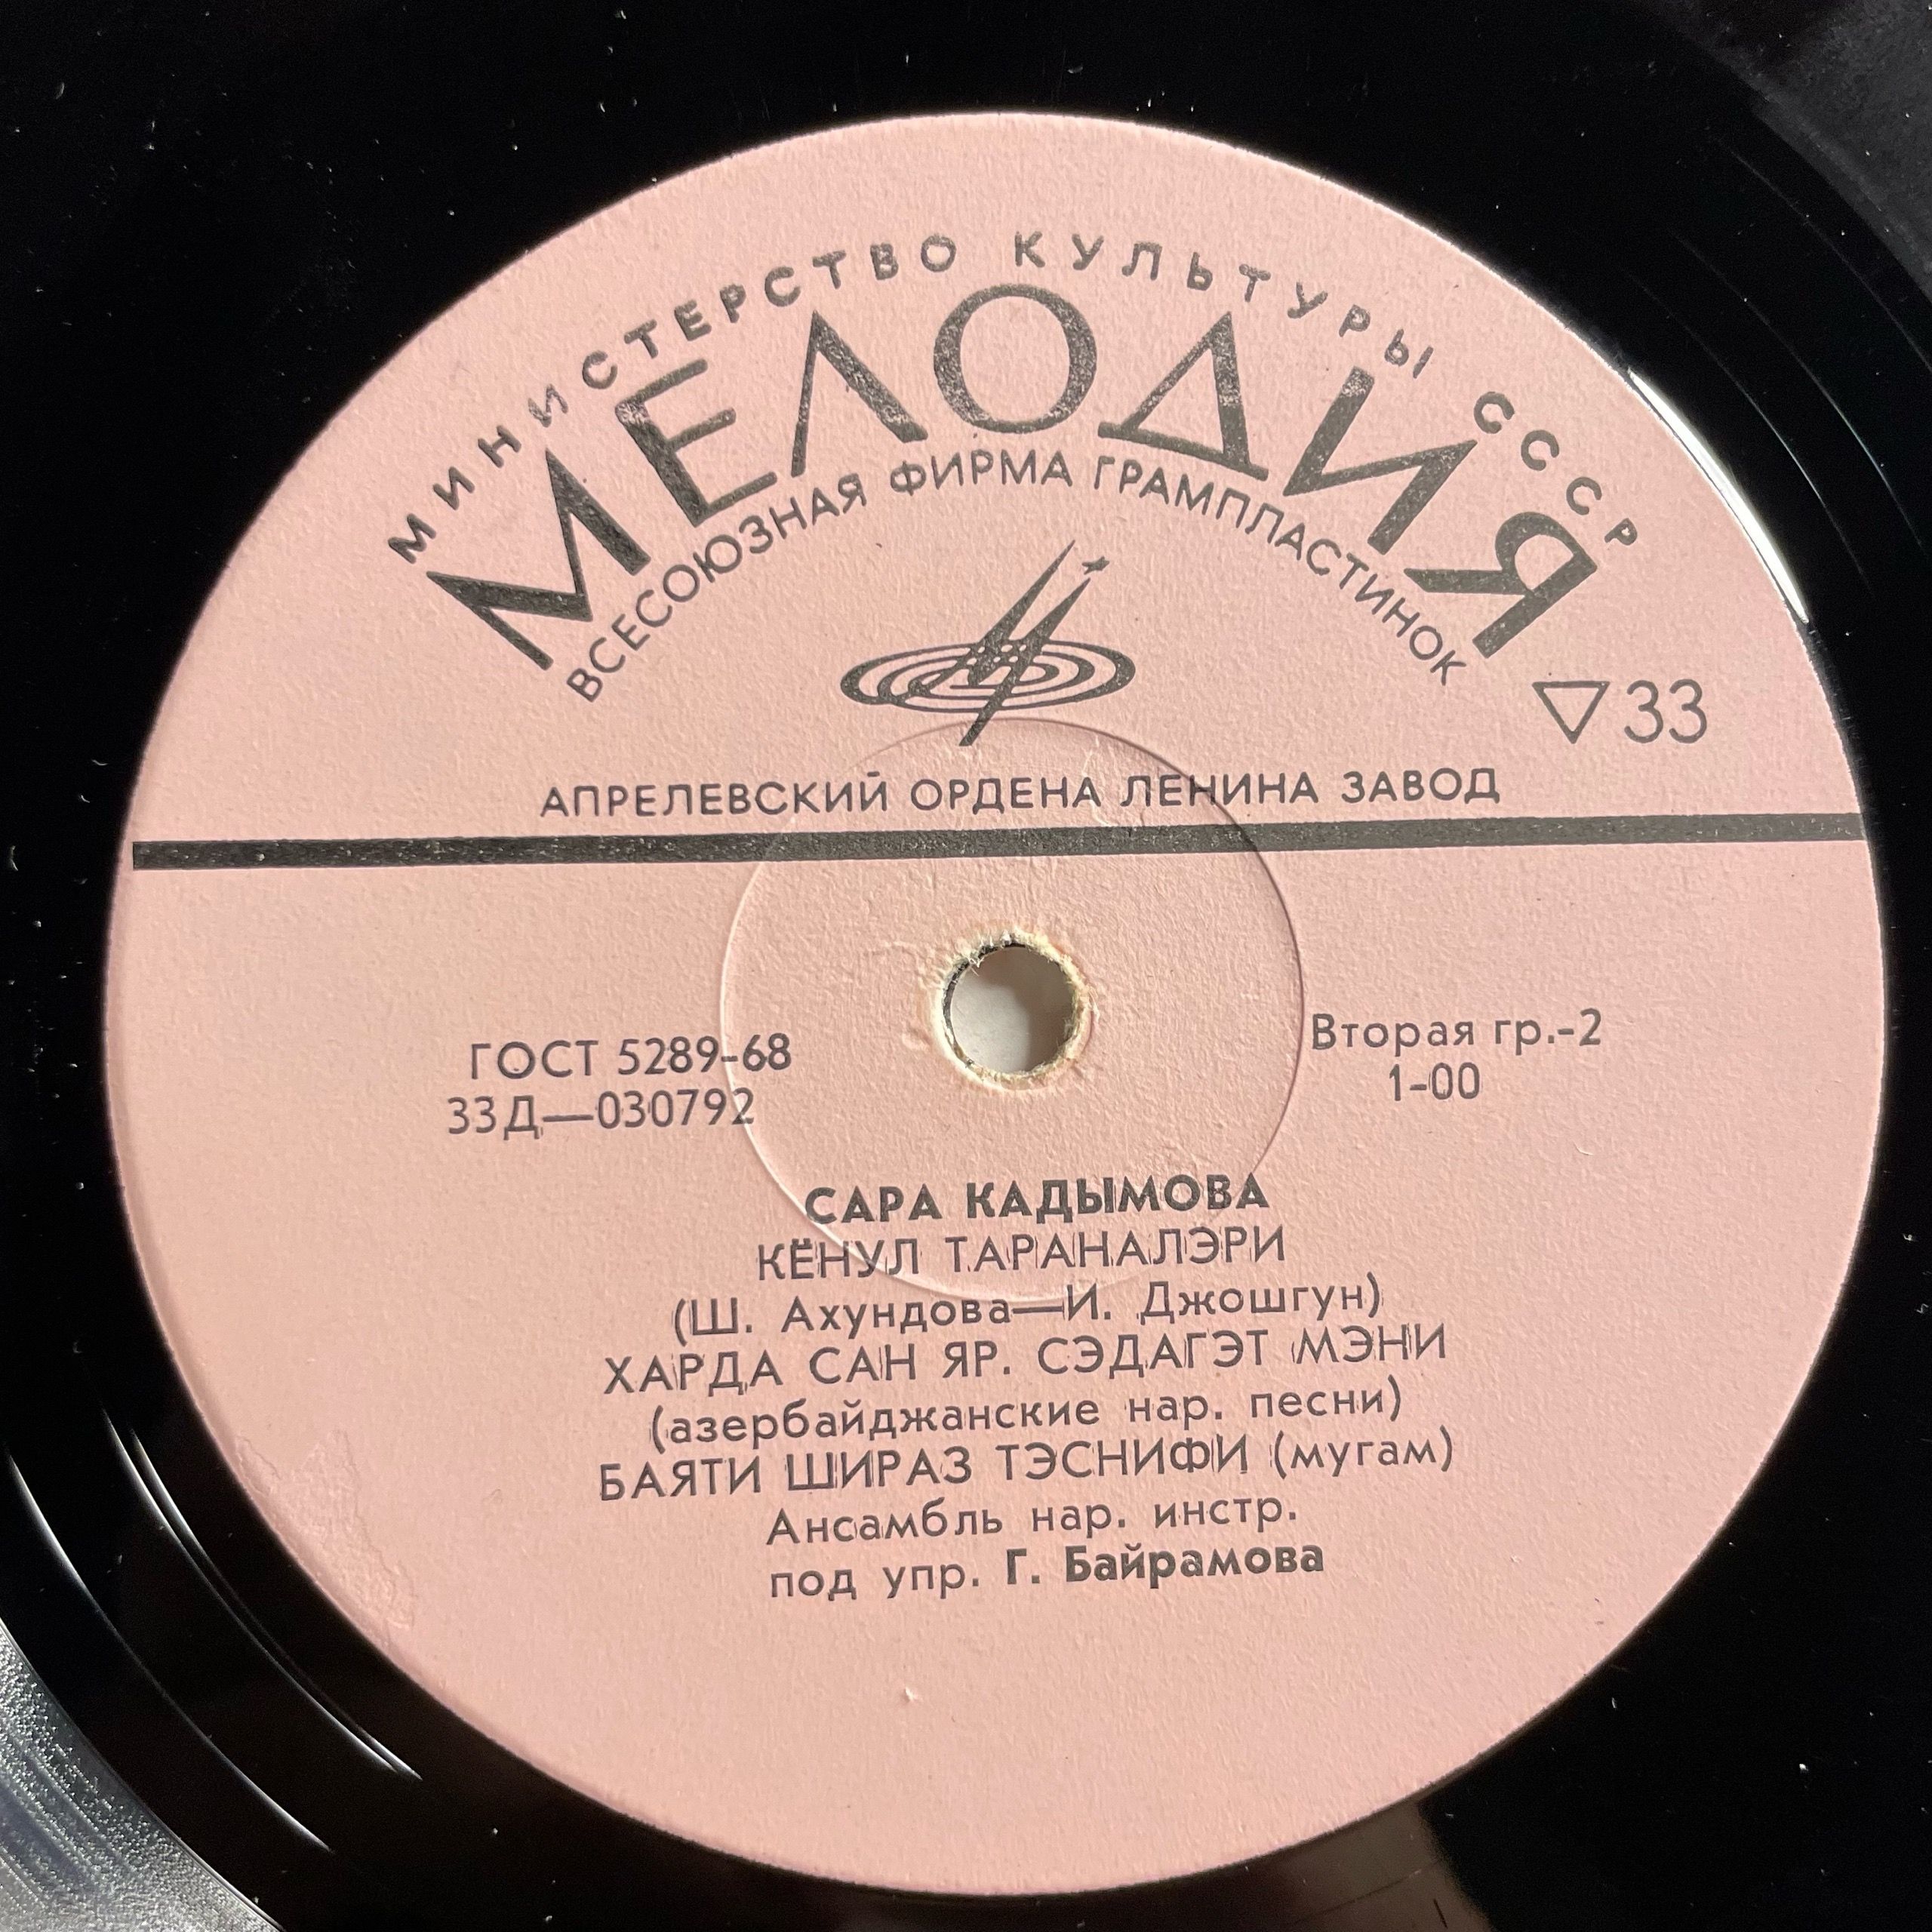 МИНИСТЕРСТВО КУЛЬТУРЫ СССР
МЕЛОДИЯ
ВСЕСОЮЗНАЯ ФИРМА ГРАМПЛАСТИНОК
33
АПРЕЛЕВСКИЙ ОРДЕНА ЛЕНИНА ЗАВОД
ГОСТ 5289-68
33Д—030792
Вторая гр.-2
1-00
САРА КАДЫМОВА
КЁНУЛ ТАРАНАЛЭРИ
(Ш. Ахундова—И. Джошгун)
ХАРДА САН ЯР. СЭДАГЭТ МЭНИ
(азербайджанские нар. песни)
БАЯТИ ШИРАЗ ТЭСНИФИ (мугам)
Ансамбль нар. инстр.
под упр. Г. Байрамова